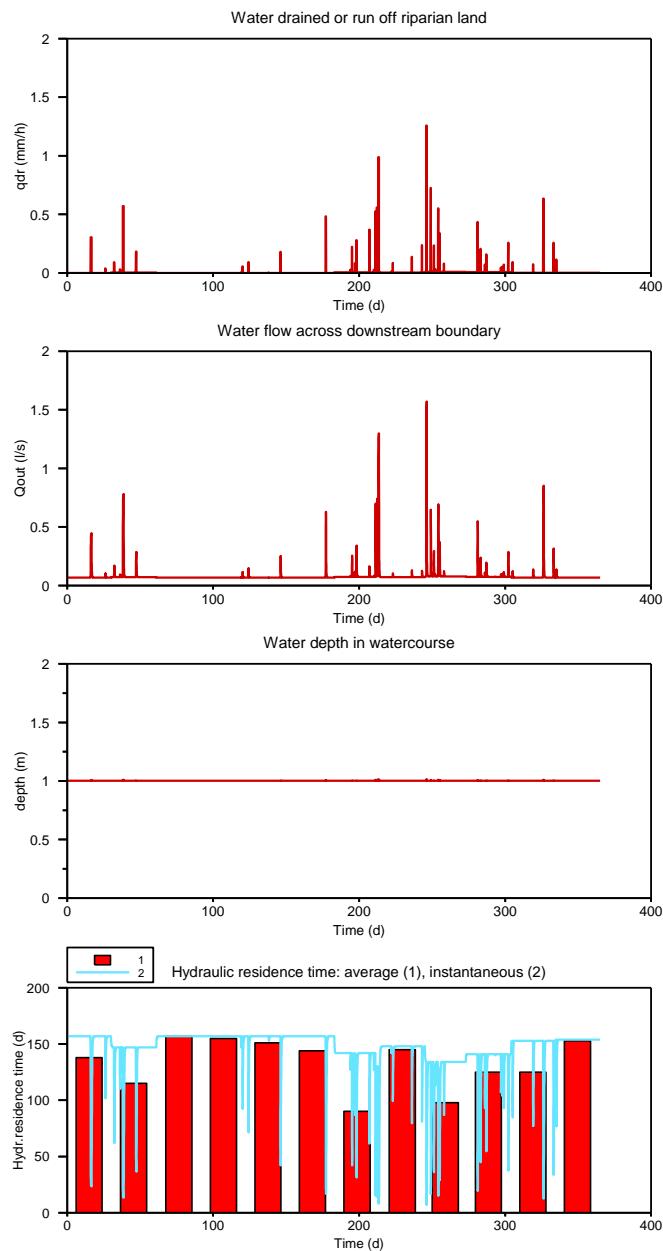 Water drained or run off riparian land
2
1.5
1
0.5
0
qdr (mm/h)
0 100 200 300 400
Time (d)
Water flow across downstream boundary
2
1.5
1
0.5
0
Qout (l/s)
0 100 200 300 400
Time (d)
Water depth in watercourse
2
1.5
1
0.5
0
depth (m)
0 100 200 300 400
Time (d)
1
2
Hydraulic residence time: average (1), instantaneous (2)
200
150
100
50
0
Hydr.residence time (d)
0 100 200 300 400
Time (d)